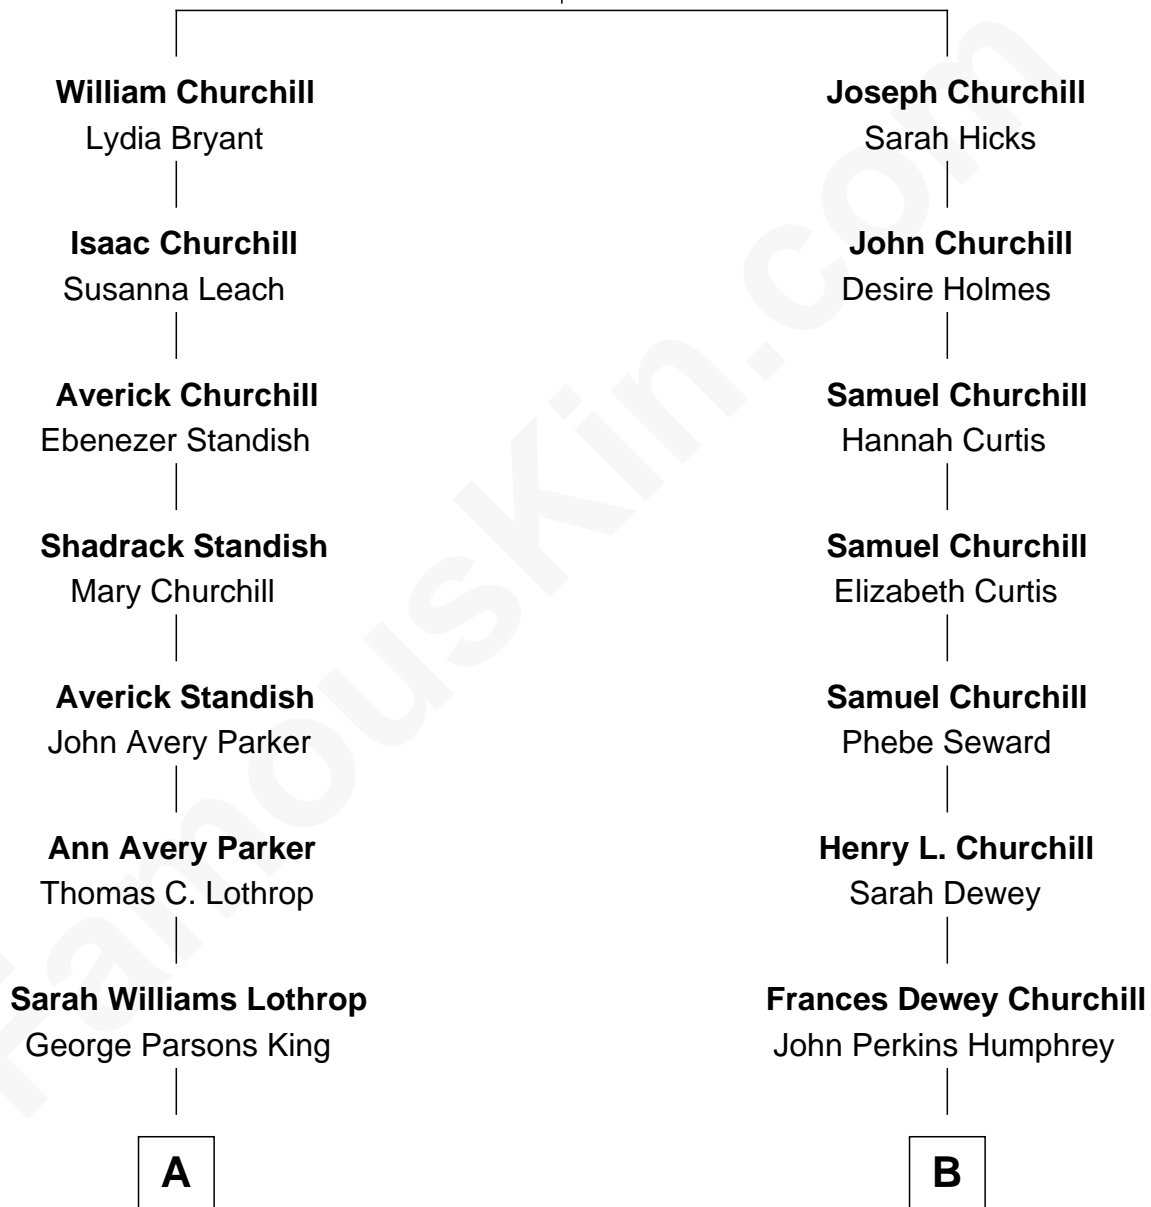 William Churchill
Lydia Bryant
Isaac Churchill
Susanna Leach
Averick Churchill
Ebenezer Standish
Shadrack Standish
Mary Churchill
Averick Standish
John Avery Parker
Ann Avery Parker
Thomas C. Lothrop
Sarah Williams Lothrop
George Parsons King
A
Joseph Churchill
Sarah Hicks
John Churchill
Desire Holmes
Samuel Churchill
Hannah Curtis
Samuel Churchill
Elizabeth Curtis
Samuel Churchill
Phebe Seward
Henry L. Churchill
Sarah Dewey
Frances Dewey Churchill
John Perkins Humphrey
B
FamousKin.com